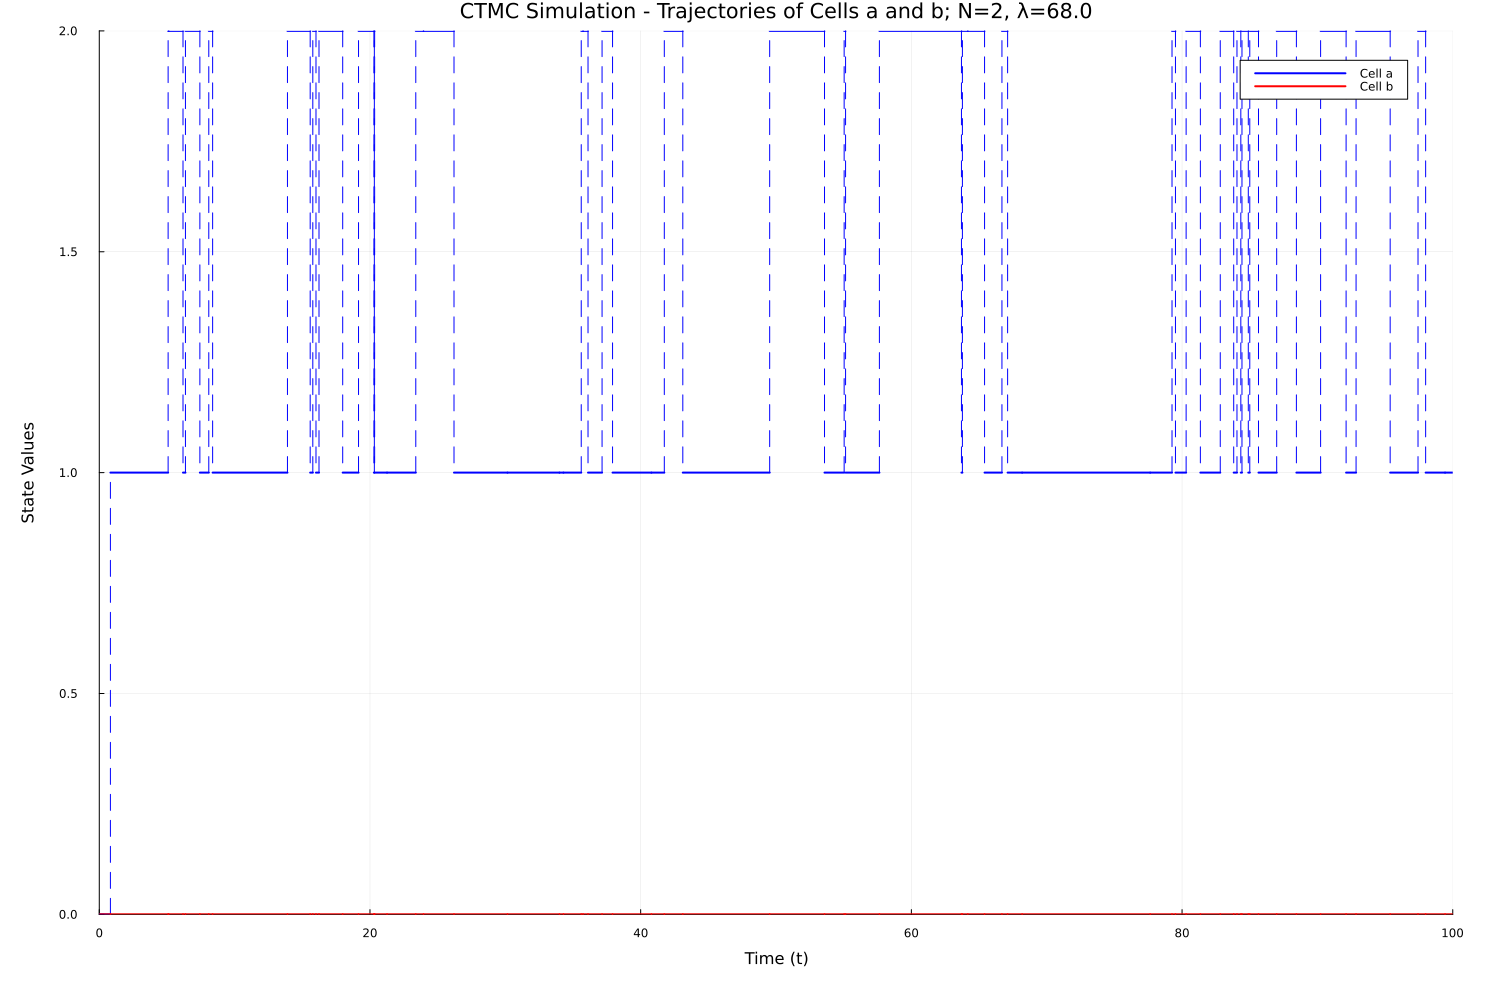 CTMC Simulation - Trajectories of Cells a and b; N=2, λ=68.0
2.0
Cell a
Cell b
1.5
State Values
1.0
0.5
0.0
0 20 40 60 80 100
Time (t)